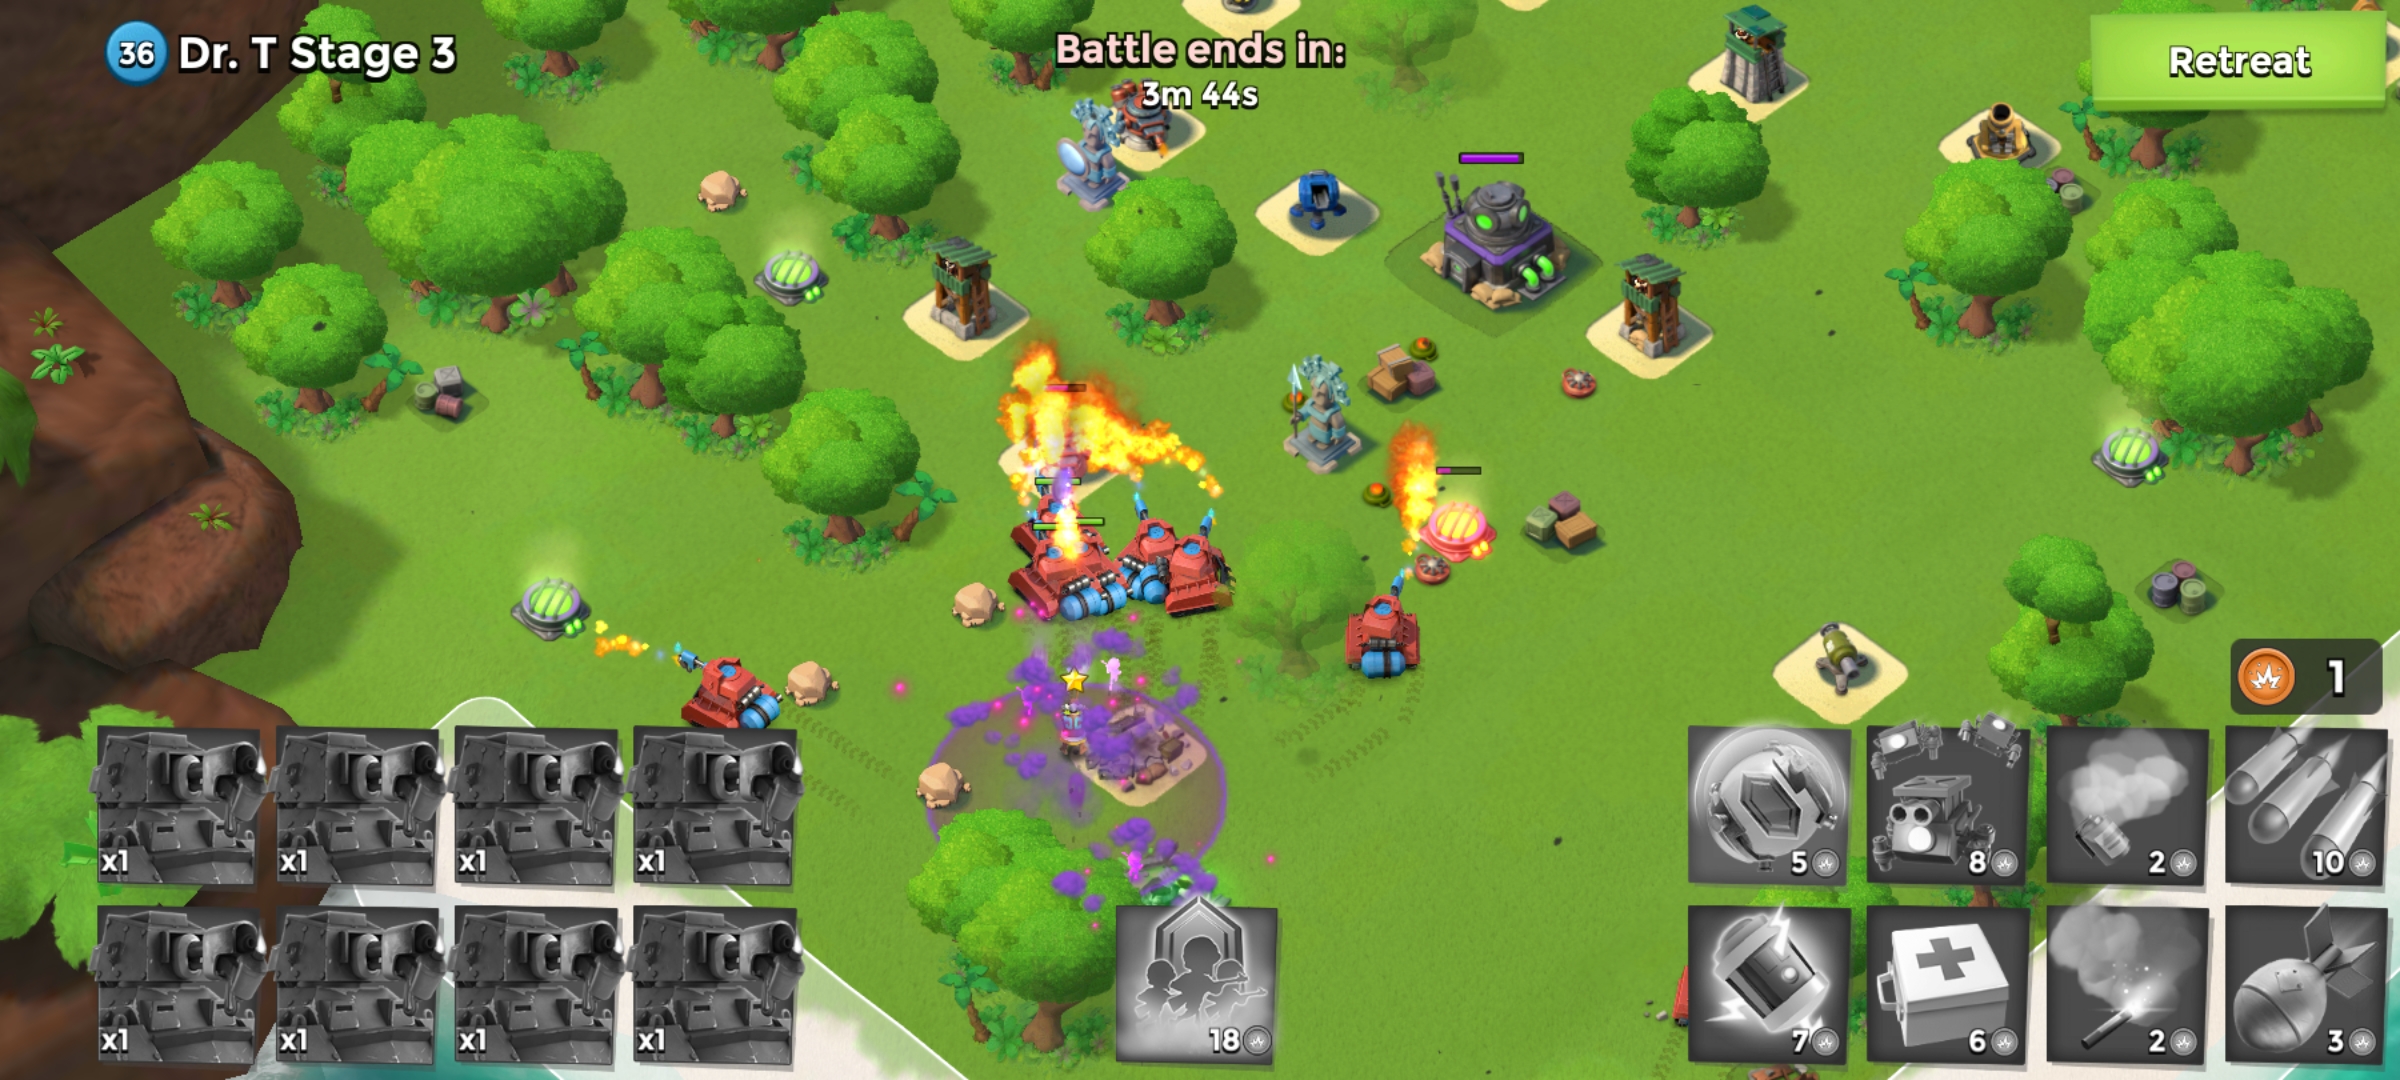 36 Dr. T Stage 3
Battle ends in:
3m 44s
Retreat
1
x1 x1 x1 x1
5 8 2 10
x1 x1 x1 x1
18
7 6 2 3